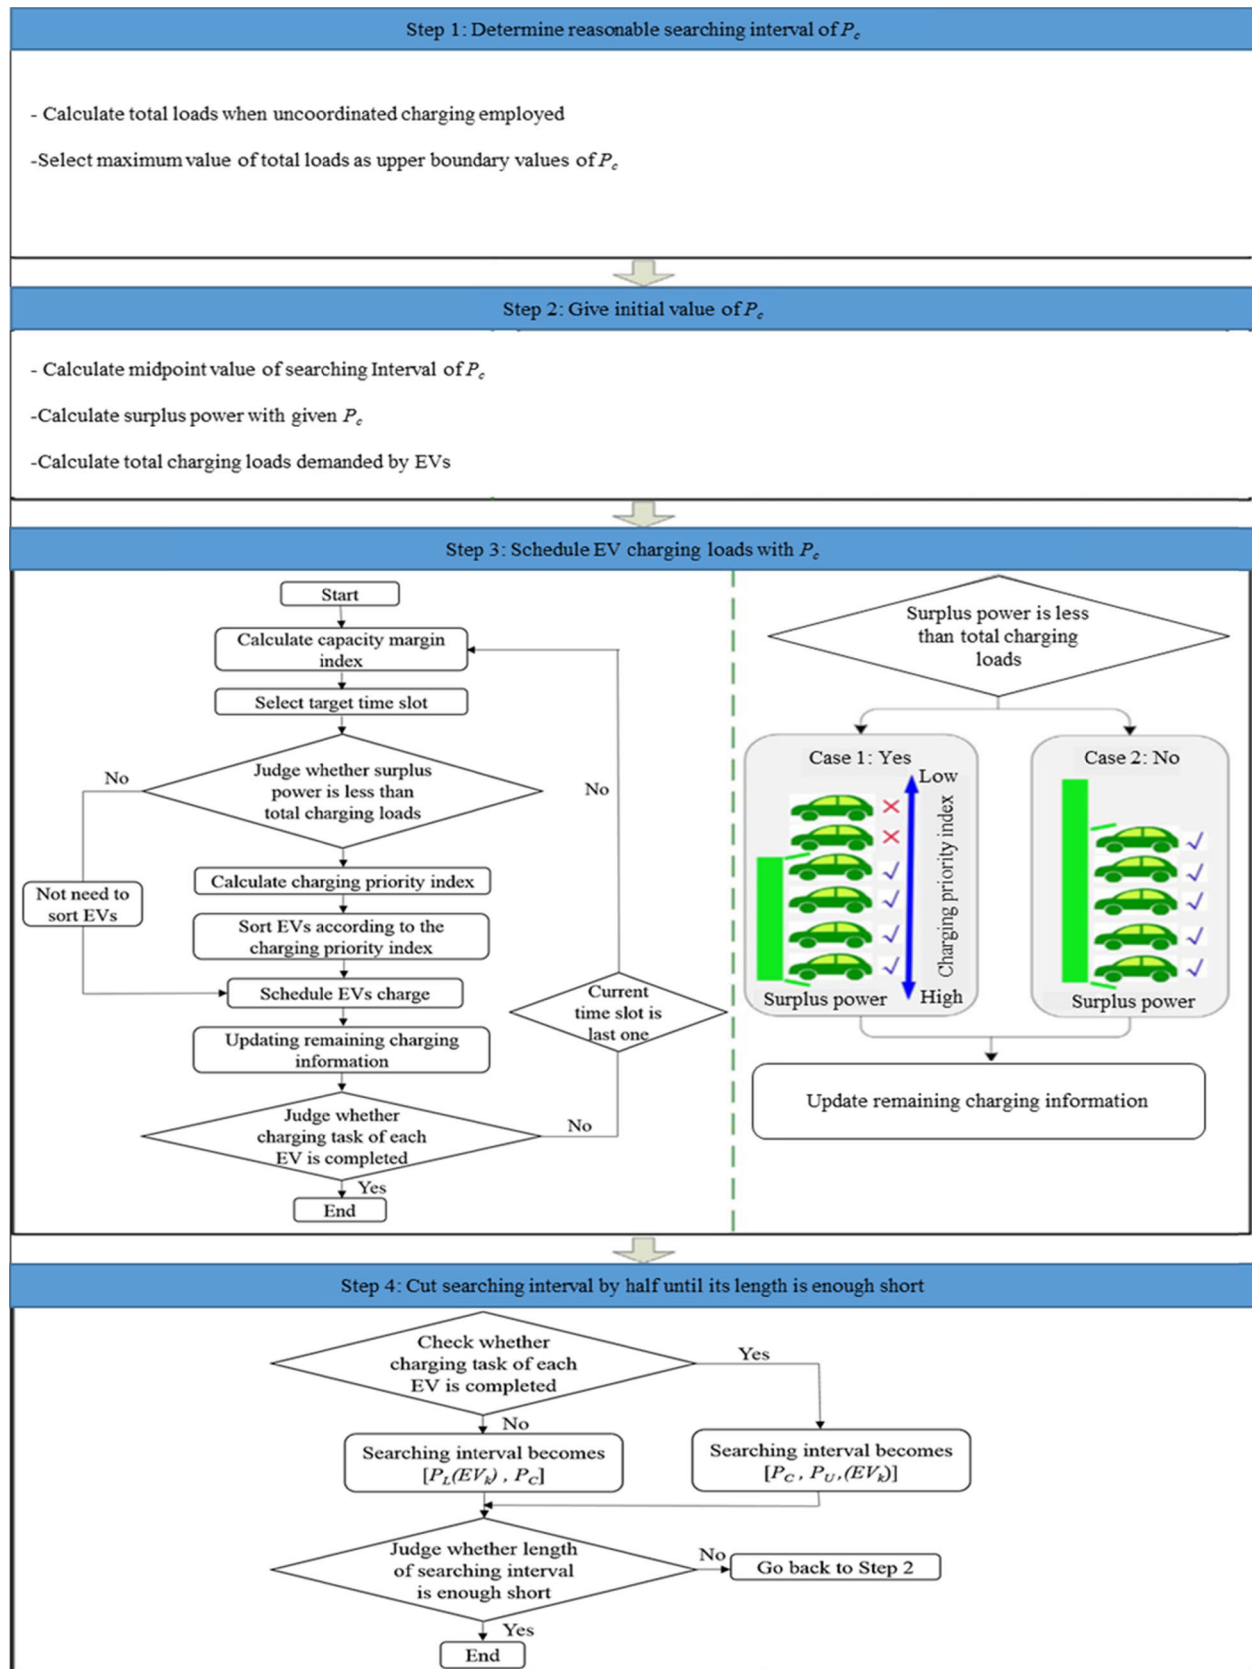 Step 1: Determine reasonable searching interval of Pc
- Calculate total loads when uncoordinated charging employed
-Select maximum value of total loads as upper boundary values of Pc
Step 2: Give initial value of Pc
- Calculate midpoint value of searching Interval of Pc
-Calculate surplus power with given Pc
-Calculate total charging loads demanded by EVs
Step 3: Schedule EV charging loads with Pc
Start
Calculate capacity margin
index
Select target time slot
No
Judge whether surplus
power is less than
total charging loads
No
Calculate charging priority index
Not need to
sort EVs
Sort EVs according to the
charging priority index
Schedule EVs charge
Current
time slot is
last one
Updating remaining charging
information
Judge whether
charging task of each
EV is completed
No
Yes
End
Surplus power is less
than total charging
loads
Case 1: Yes
Low
Charging priority index
High
Surplus power
Case 2: No
Surplus power
Update remaining charging information
Step 4: Cut searching interval by half until its length is enough short
Check whether
charging task of each
EV is completed
Yes
No
Searching interval becomes
[PL(EVk) , PC]
Searching interval becomes
[PC , PU,(EVk)]
Judge whether length
of searching interval
is enough short
No
Go back to Step 2
Yes
End